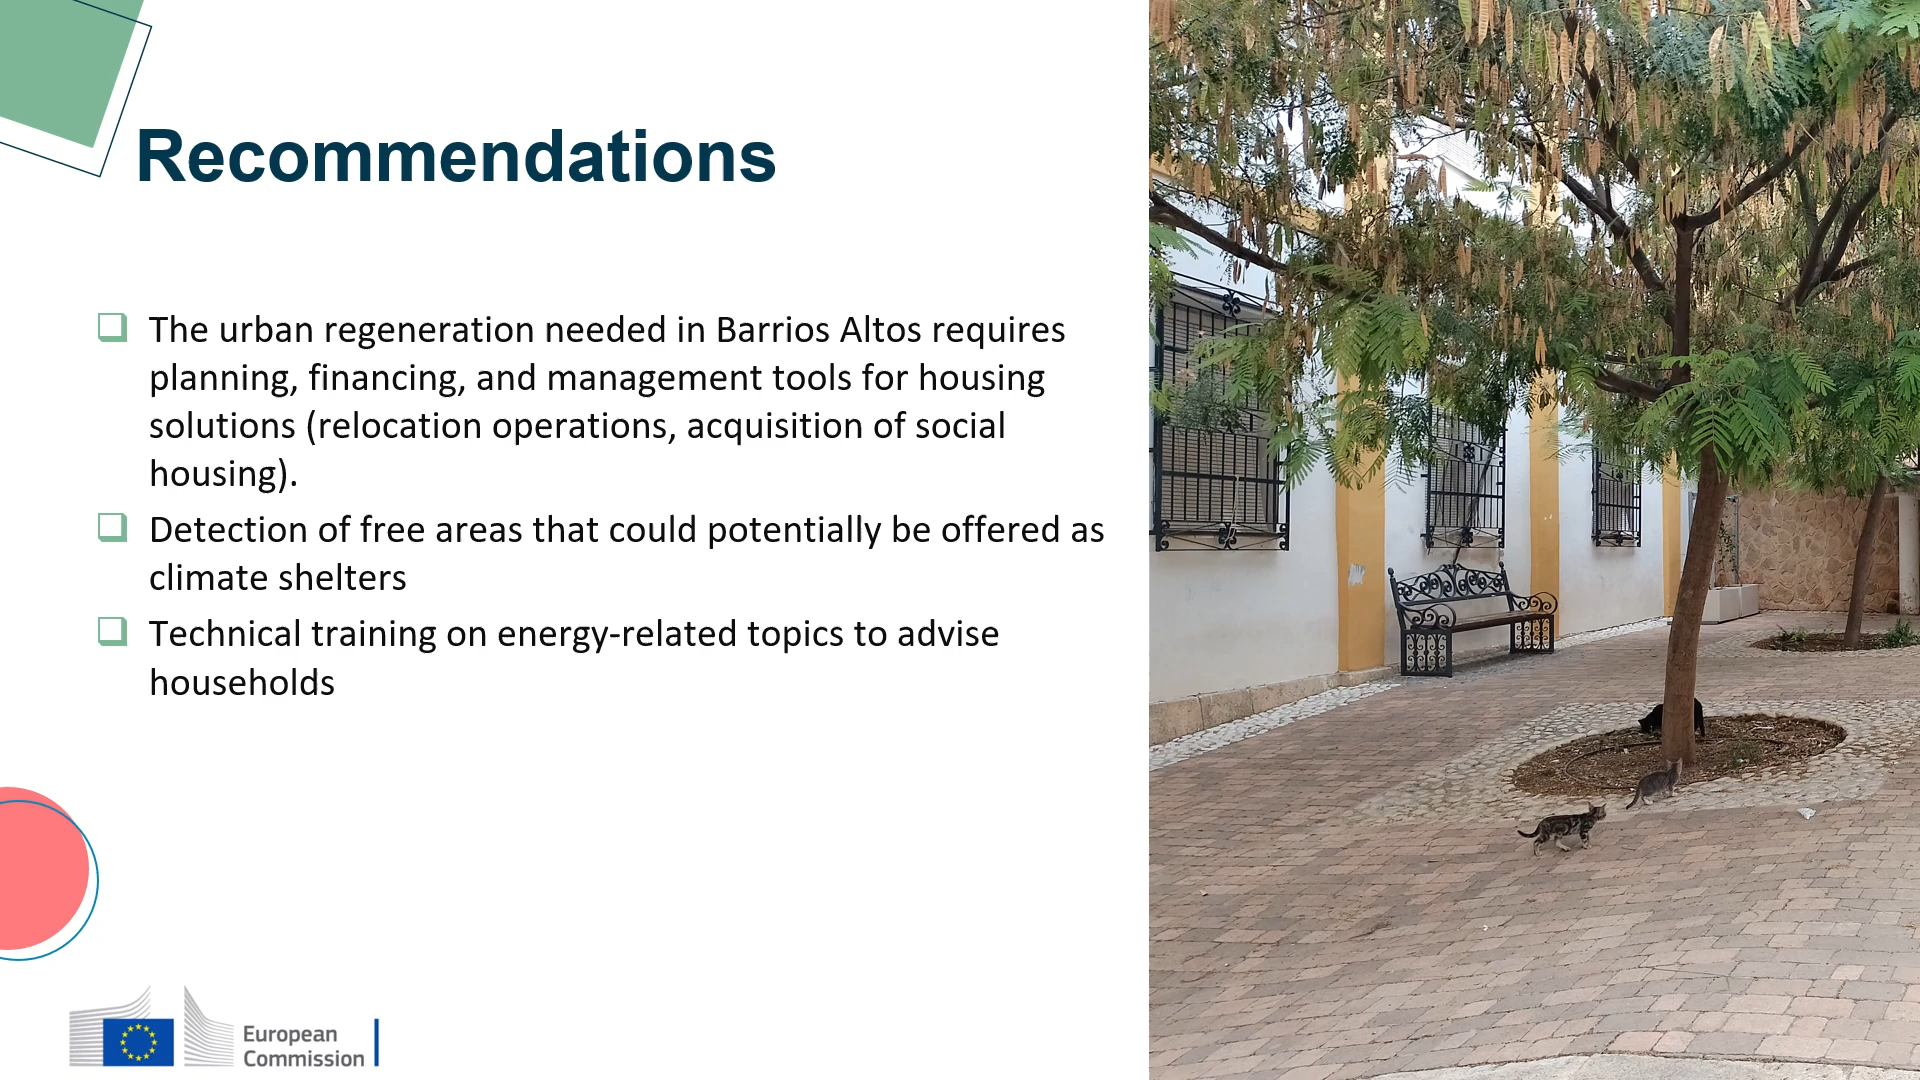 Recommendations
The urban regeneration needed in Barrios Altos requires
planning, financing, and management tools for housing
solutions (relocation operations, acquisition of social
housing).
Detection of free areas that could potentially be offered as
climate shelters
Technical training on energy-related topics to advise
households
European
Commission